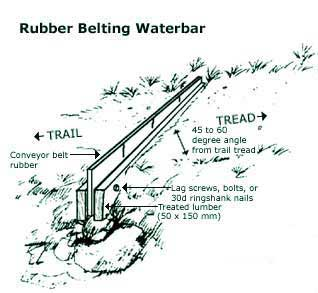 Rubber Belting Waterbar
TREAD
TRAIL
45 to 60
degree angle
from trail tread
Conveyor belt
rubber
Lag screws, bolts, or
30d ringshank nails
Treated lumber
(50 x 150 mm)